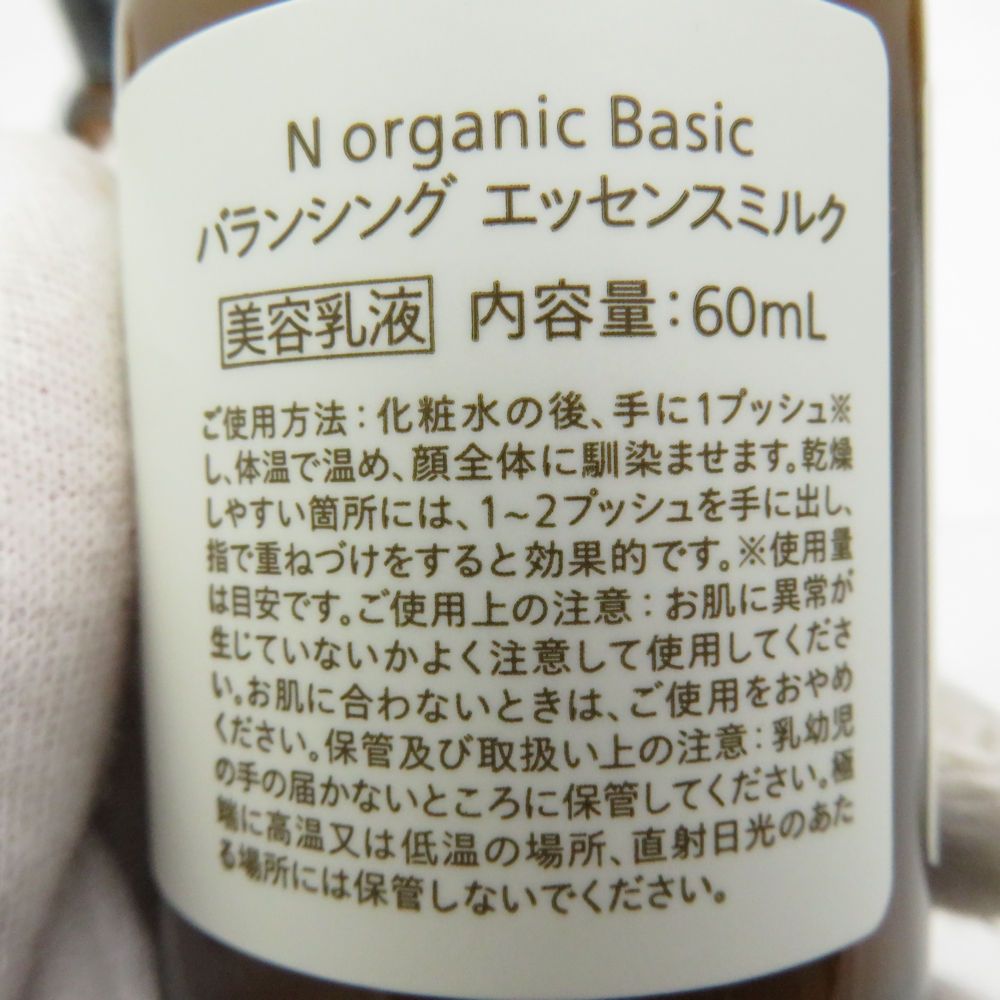 N organic Basic
バランシング エッセンスミルク
美容乳液 内容量：60mL
ご使用方法：化粧水の後、手に1プッシュ※
し、体温で温め、顔全体に馴染ませます。乾燥
しやすい箇所には、1～2プッシュを手に出し、
指で重ねづけをすると効果的です。※使用量
は目安です。ご使用上の注意：お肌に異常が
生じていないかよく注意して使用してくださ
い。お肌に合わないときは、ご使用をおやめ
ください。保管及び取扱い上の注意：乳幼児
の手の届かないところに保管してください。極
端に高温又は低温の場所、直射日光のあた
る場所には保管しないでください。